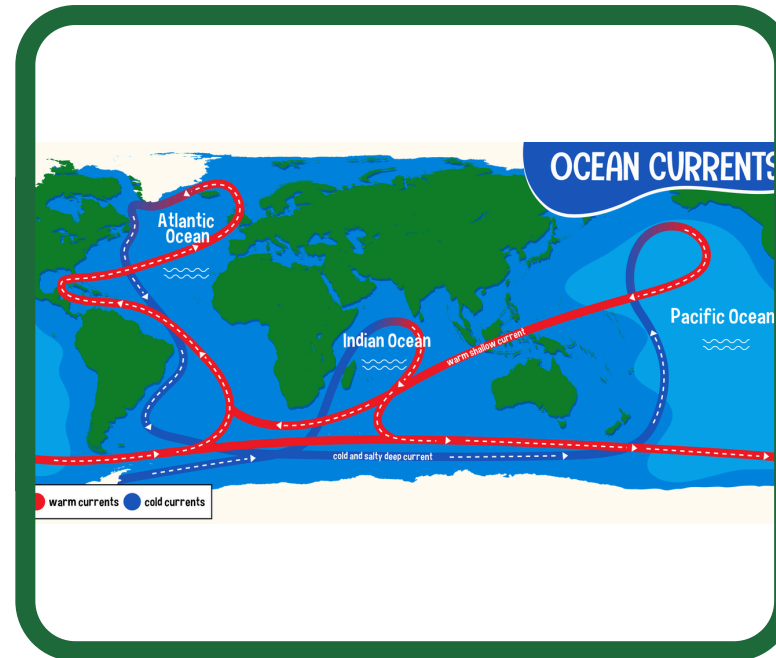 OCEAN CURRENTS
Atlantic
Ocean
Pacific Ocean
Indian Ocean
warm shallow current
cold and salty deep current
warm currents
cold currents